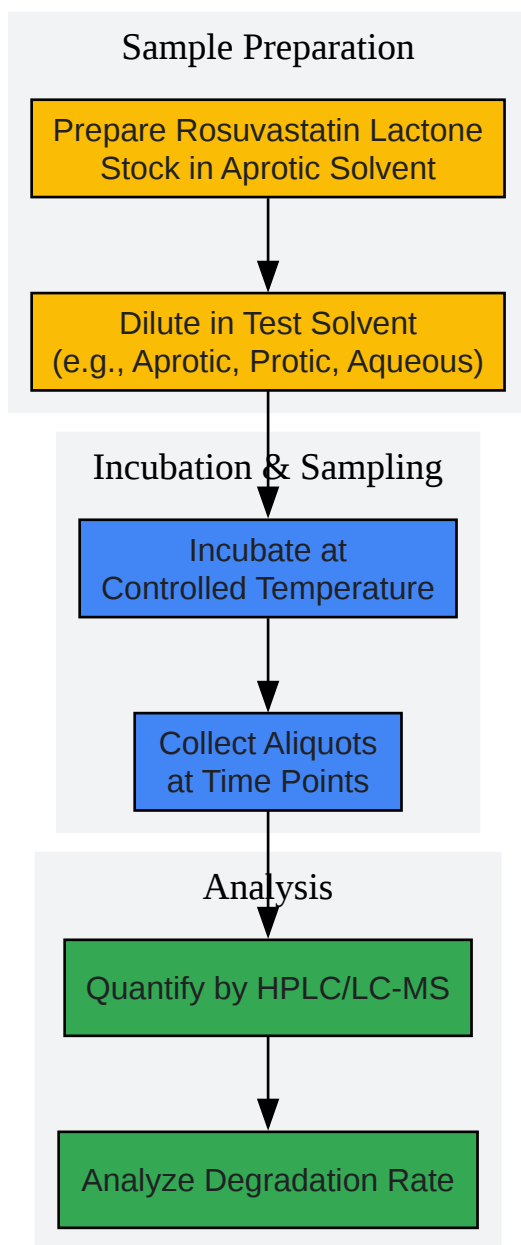 Sample Preparation
Prepare Rosuvastatin Lactone
Stock in Aprotic Solvent
Dilute in Test Solvent
(e.g., Aprotic, Protic, Aqueous)
Incubation & Sampling
Incubate at
Controlled Temperature
Collect Aliquots
at Time Points
Analysis
Quantify by HPLC/LC-MS
Analyze Degradation Rate